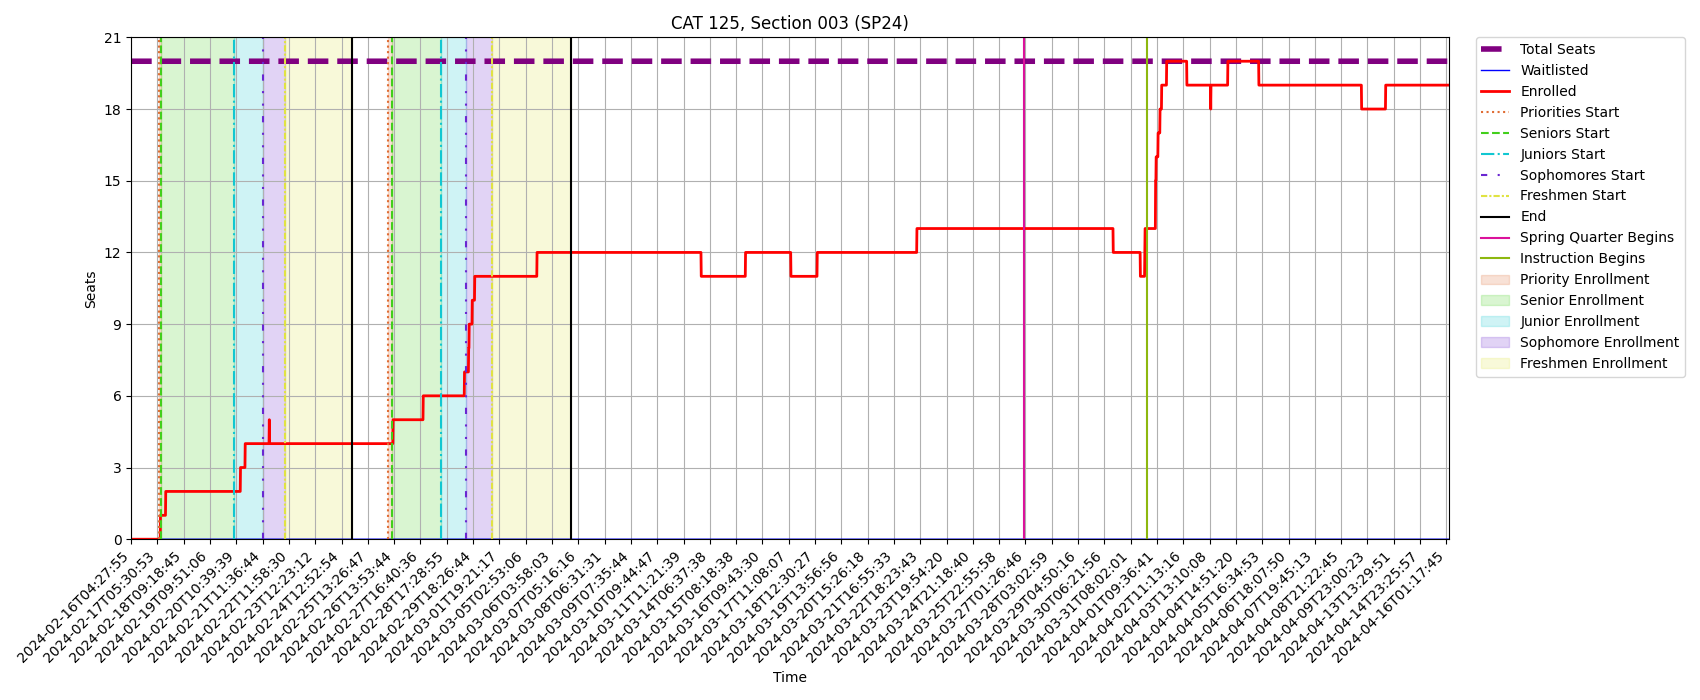 CAT 125, Section 003 (SP24)
21
18
15
12
9
6
3
0
Seats
2024-02-16T04:27:55
2024-02-17T05:30:53
2024-02-18T09:18:45
2024-02-19T09:51:06
2024-02-20T10:39:39
2024-02-21T11:36:44
2024-02-22T11:58:30
2024-02-23T12:23:12
2024-02-24T12:52:54
2024-02-25T13:26:47
2024-02-26T13:53:44
2024-02-27T16:40:36
2024-02-28T17:28:55
2024-02-29T18:26:44
2024-03-01T19:21:17
2024-03-05T02:53:06
2024-03-06T03:58:03
2024-03-07T05:16:16
2024-03-08T06:31:31
2024-03-09T07:35:44
2024-03-10T09:44:47
2024-03-11T11:21:39
2024-03-14T06:37:38
2024-03-15T08:18:38
2024-03-16T09:43:30
2024-03-17T11:08:07
2024-03-18T12:30:27
2024-03-19T13:56:56
2024-03-20T15:26:18
2024-03-21T16:55:33
2024-03-22T18:23:43
2024-03-23T19:54:20
2024-03-24T21:18:40
2024-03-25T22:55:58
2024-03-27T01:26:46
2024-03-28T03:02:59
2024-03-29T04:50:16
2024-03-30T06:21:56
2024-03-31T08:02:01
2024-04-01T09:36:41
2024-04-02T11:13:16
2024-04-03T13:10:08
2024-04-04T14:51:20
2024-04-05T16:34:53
2024-04-06T18:07:50
2024-04-07T19:45:13
2024-04-08T21:22:45
2024-04-09T23:00:23
2024-04-13T13:29:51
2024-04-14T23:25:57
2024-04-16T01:17:45
Time
Total Seats
Waitlisted
Enrolled
Priorities Start
Seniors Start
Juniors Start
Sophomores Start
Freshmen Start
End
Spring Quarter Begins
Instruction Begins
Priority Enrollment
Senior Enrollment
Junior Enrollment
Sophomore Enrollment
Freshmen Enrollment